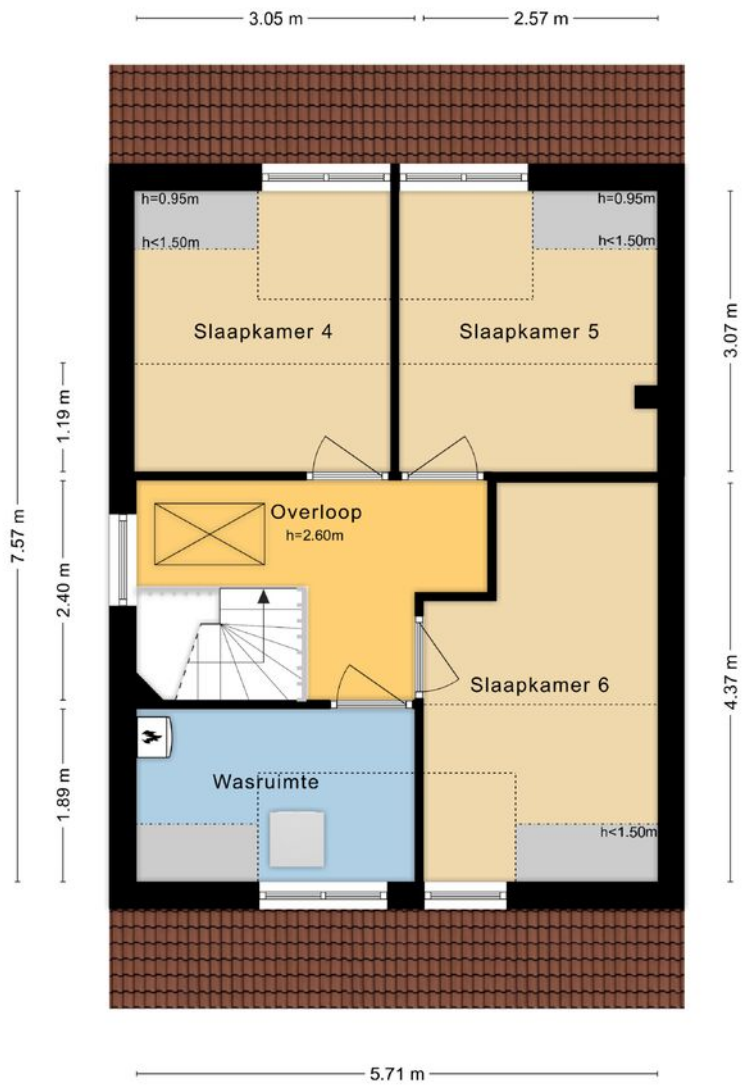 3.05 m
2.57 m
h=0.95m
h<1.50m
h=0.95m
h<1.50m
Slaapkamer 4
Slaapkamer 5
3.07 m
1.19 m
7.57 m
Overloop
h=2.60m
2.40 m
Slaapkamer 6
4.37 m
Wasruimte
1.89 m
h<1.50m
5.71 m